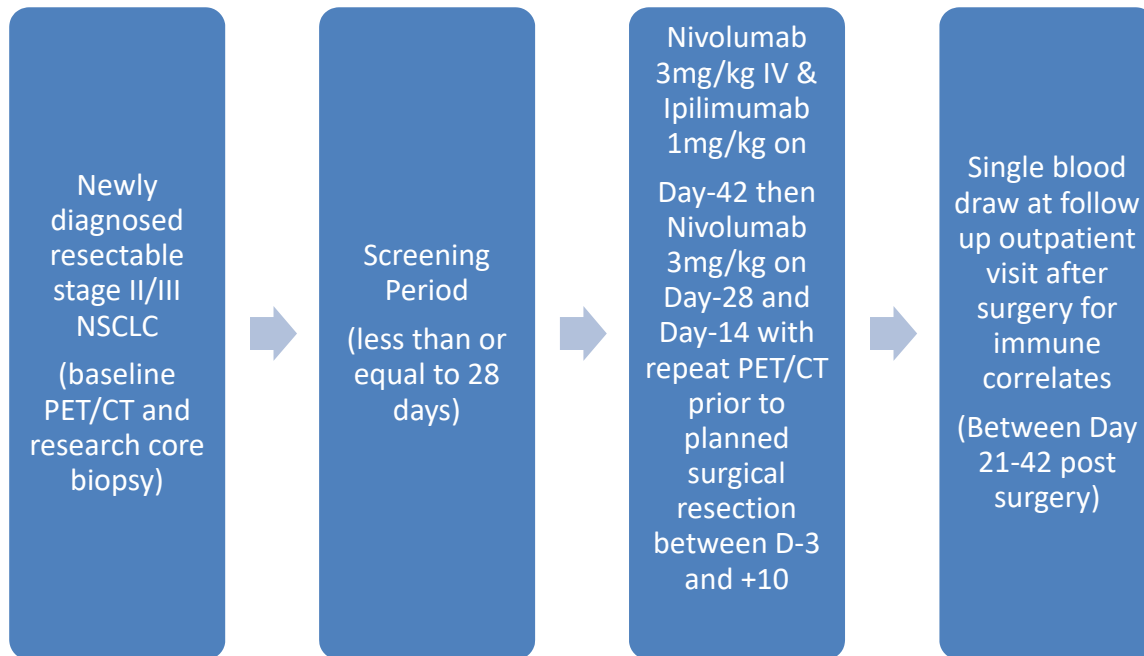 Newly
diagnosed
resectable
stage II/III
NSCLC
(baseline
PET/CT and
research core
biopsy)
Screening
Period
(less than or
equal to 28
days)
Nivolumab
3mg/kg IV &
Ipilimumab
1mg/kg on
Day-42 then
Nivolumab
3mg/kg on
Day-28 and
Day-14 with
repeat PET/CT
prior to
planned
surgical
resection
between D-3
and +10
Single blood
draw at follow
up outpatient
visit after
surgery for
immune
correlates
(Between Day
21-42 post
surgery)